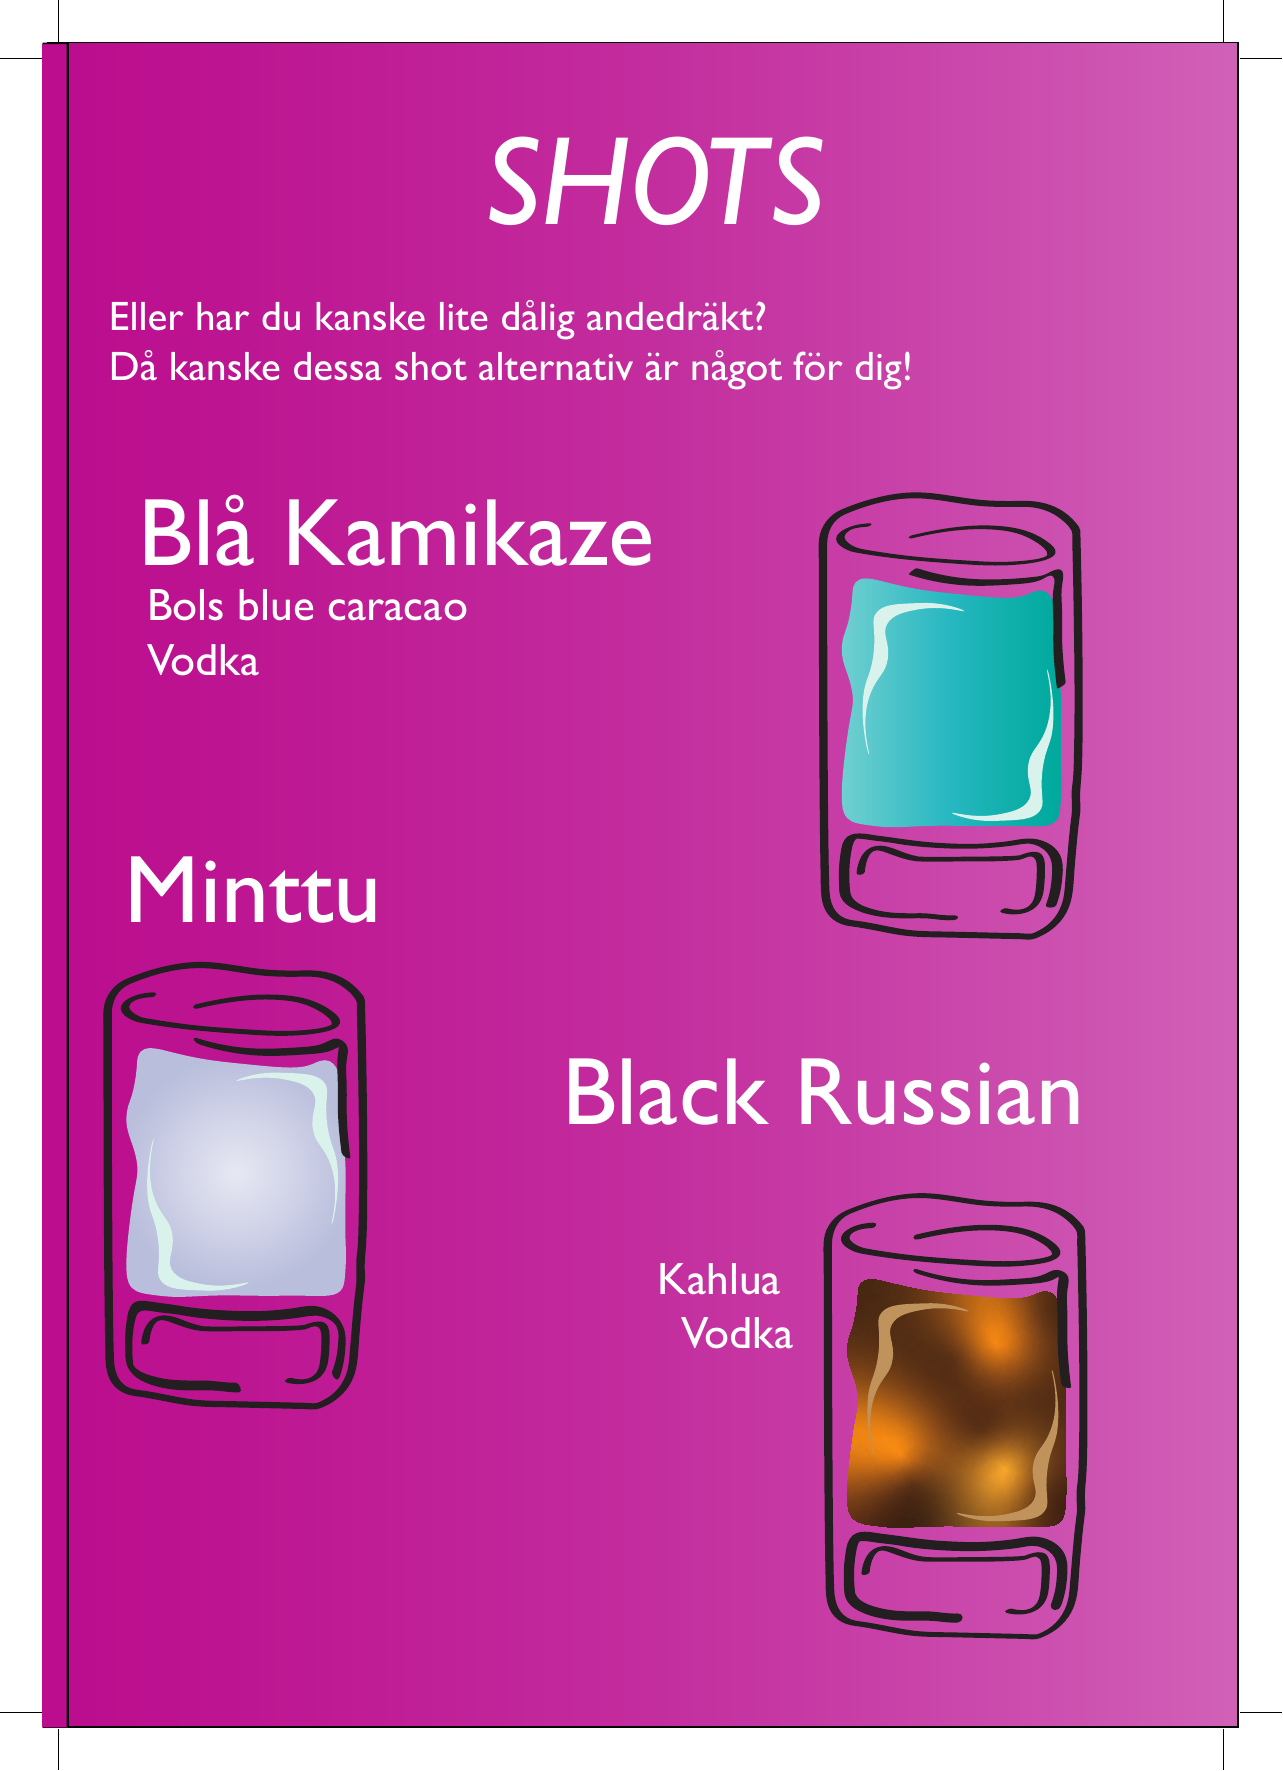 SHOTS
Eller har du kanske lite dålig andedräkt?
Då kanske dessa shot alternativ är något för dig!
Blå Kamikaze
Bols blue caracao
Vodka
Minttu
Black Russian
Kahlua
Vodka